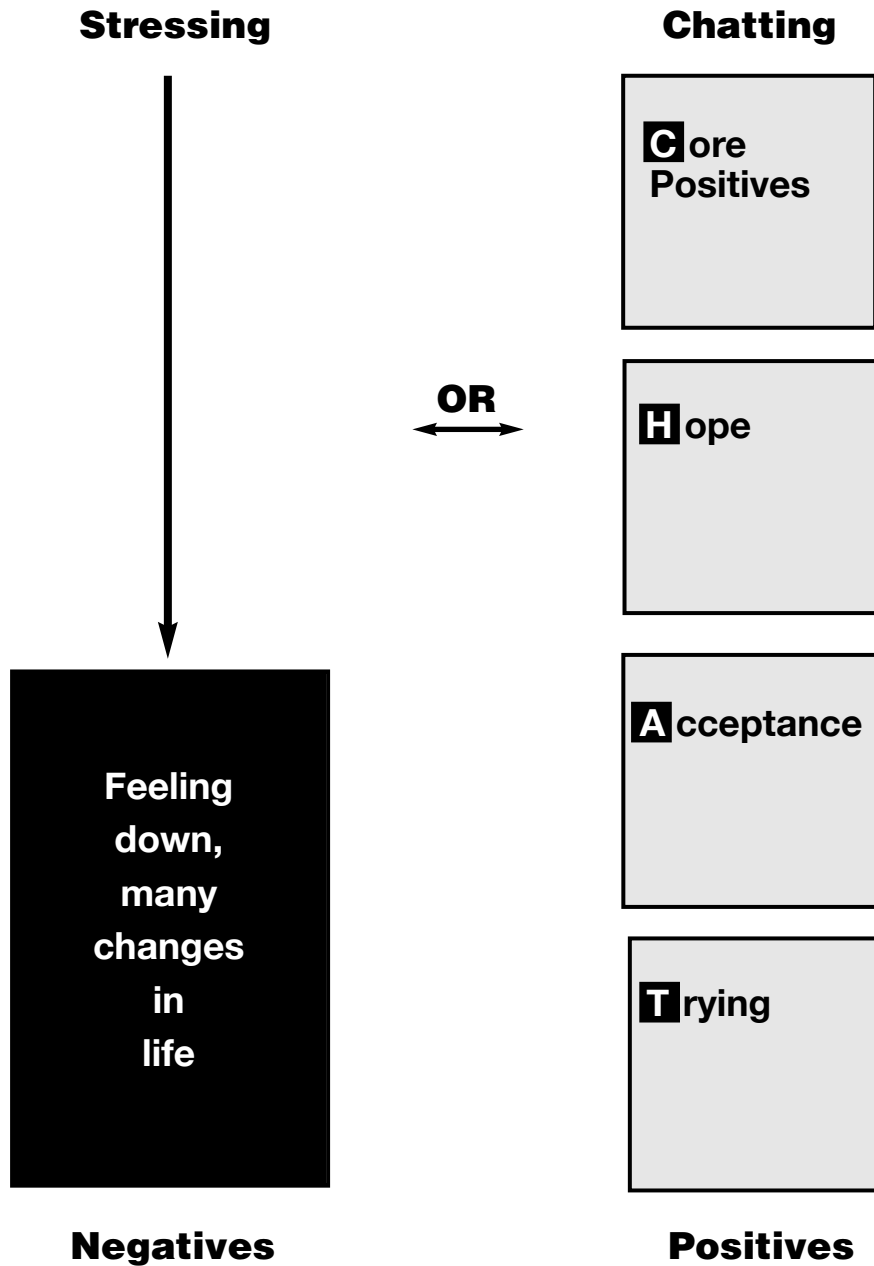 Stressing
Feeling
down,
many
changes
in
life
Negatives
OR
Chatting
Core
Positives
Hope
Acceptance
Trying
Positives